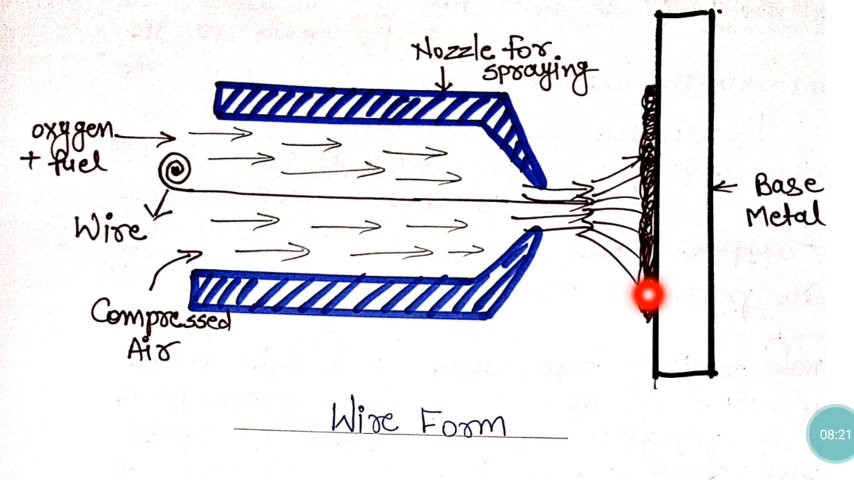 Nozzle for
spraying
oxygen
+ fuel
Wire
Base
Metal
Compressed
Air
Wire Form
08:21